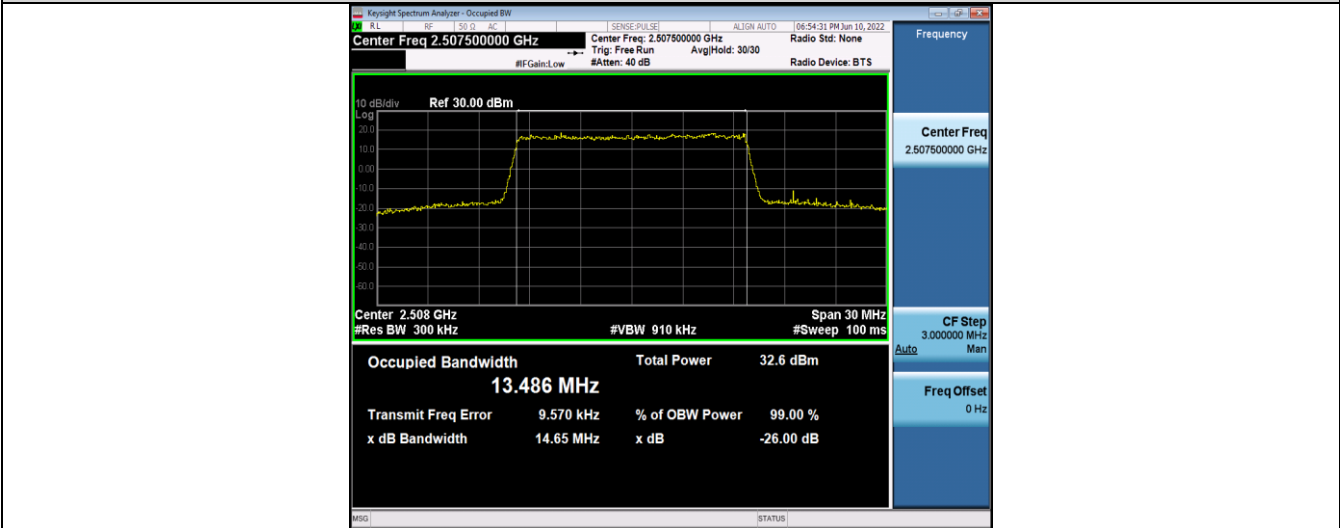 Keysight Spectrum Analyzer - Occupied BW
RL RF 50 Ω AC SENSE:PULSE ALIGN AUTO 06:54:31 PM Jun 10, 2022
Center Freq 2.507500000 GHz
Center Freq: 2.507500000 GHz Radio Std: None
Trig: Free Run Avg|Hold: 30/30
#IFGain:Low #Atten: 40 dB Radio Device: BTS
10 dB/div Ref 30.00 dBm
Log
20.0
10.0
0.00
-10.0
-20.0
-30.0
-40.0
-50.0
-60.0
Center 2.508 GHz Span 30 MHz
#Res BW 300 kHz #VBW 910 kHz #Sweep 100 ms
Occupied Bandwidth Total Power 32.6 dBm
13.486 MHz
Transmit Freq Error 9.570 kHz % of OBW Power 99.00 %
x dB Bandwidth 14.65 MHz x dB -26.00 dB
MSG STATUS
Frequency
Center Freq
2.507500000 GHz
CF Step
3.000000 MHz
Auto Man
Freq Offset
0 Hz